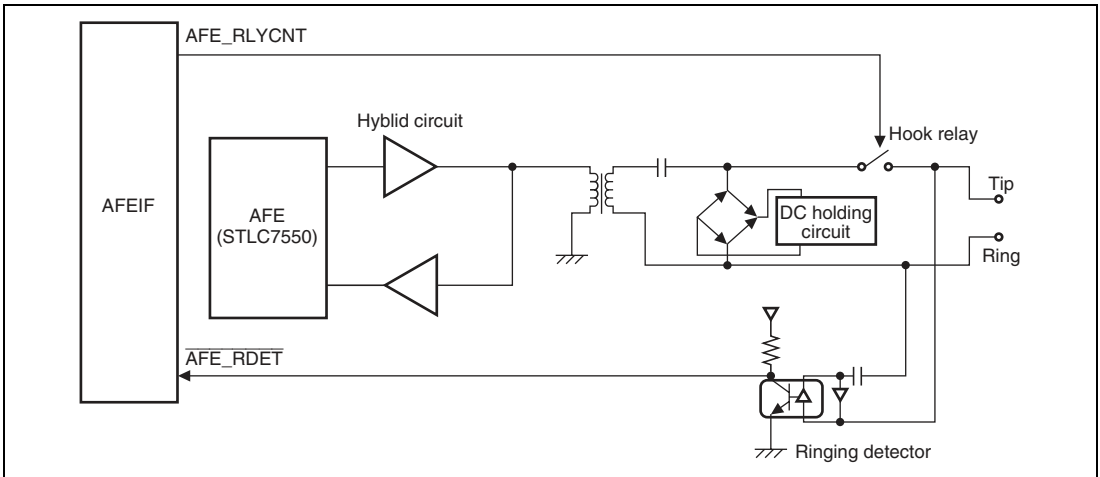 AFE_RLYCNT
Hyblid circuit
Hook relay
AFEIF
AFE
(STLC7550)
DC holding
circuit
Tip
Ring
AFE_RDET
Ringing detector